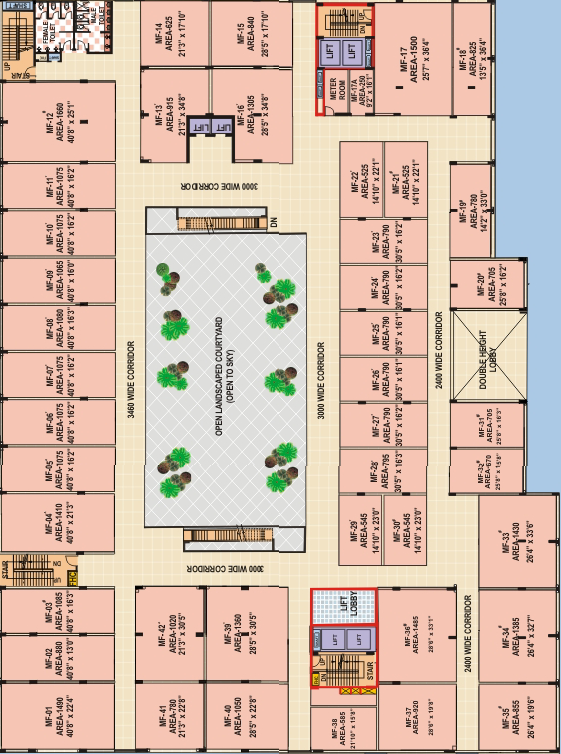 SHAFT
FEMALE TOILET
MALE TOILET
UP
STAIR
MF-14
AREA-625
21'3" x 17'10"
MF-15
AREA-840
28'5" x 17'10"
DN
LIFT
LIFT
METER ROOM
MF-17A
AREA-250
9'2" x 16'1"
MF-17
AREA-1500
25'7" x 36'4"
MF-18
AREA-825
13'5" x 36'4"
MF-12
AREA-1660
40'8" x 25'1"
MF-13
AREA-915
21'3" x 34'8"
LIFT
LIFT
MF-16
AREA-1305
28'5" x 34'8"
3000 WIDE CORRIDOR
DN
MF-11
AREA-1075
40'8" x 16'2"
MF-10
AREA-1075
40'8" x 16'2"
MF-09
AREA-1065
40'8" x 16'0"
MF-08
AREA-1080
40'8" x 16'3"
MF-07
AREA-1075
40'8" x 16'2"
MF-06
AREA-1075
40'8" x 16'2"
MF-05
AREA-1075
40'8" x 16'2"
MF-04
AREA-1410
40'8" x 21'3"
3460 WIDE CORRIDOR
OPEN LANDSCAPED COURTYARD
(OPEN TO SKY)
3000 WIDE CORRIDOR
MF-22
AREA-525
14'10" x 22'1"
MF-21
AREA-525
14'10" x 22'1"
MF-23
AREA-790
30'5" x 16'2"
MF-24
AREA-790
30'5" x 16'2"
MF-25
AREA-790
30'5" x 16'1"
MF-26
AREA-790
30'5" x 16'1"
MF-27
AREA-790
30'5" x 16'2"
MF-28
AREA-795
30'5" x 16'3"
MF-29
AREA-545
14'10" x 23'0"
MF-30
AREA-545
14'10" x 23'0"
2400 WIDE CORRIDOR
MF-19
AREA-780
14'2" x 33'0"
MF-20
AREA-705
25'8" x 16'2"
DOUBLE HEIGHT LOBBY
MF-31
AREA-705
25'8" x 16'3"
MF-32
AREA-670
MF-33
AREA-1430
26'4" x 33'6"
MF-34
AREA-1385
26'4" x 32'7"
MF-35
AREA-855
26'4" x 19'6"
2400 WIDE CORRIDOR
STAIR
DN
UP
FHC
3000 WIDE CORRIDOR
MF-03
AREA-1085
40'8" x 16'3"
MF-02
AREA-880
40'8" x 13'0"
MF-01
AREA-1490
40'8" x 22'4"
MF-42
AREA-1020
21'3" x 30'5"
MF-39
AREA-1360
28'5" x 30'5"
MF-41
AREA-780
21'3" x 22'8"
MF-40
AREA-1050
28'5" x 22'8"
LIFT LOBBY
LIFT
LIFT
UP
DN
STAIR
MF-36
AREA-1485
28'6" x 33'1"
MF-38
AREA-585
21'10" x 15'8"
MF-37
AREA-920
28'6" x 19'8"